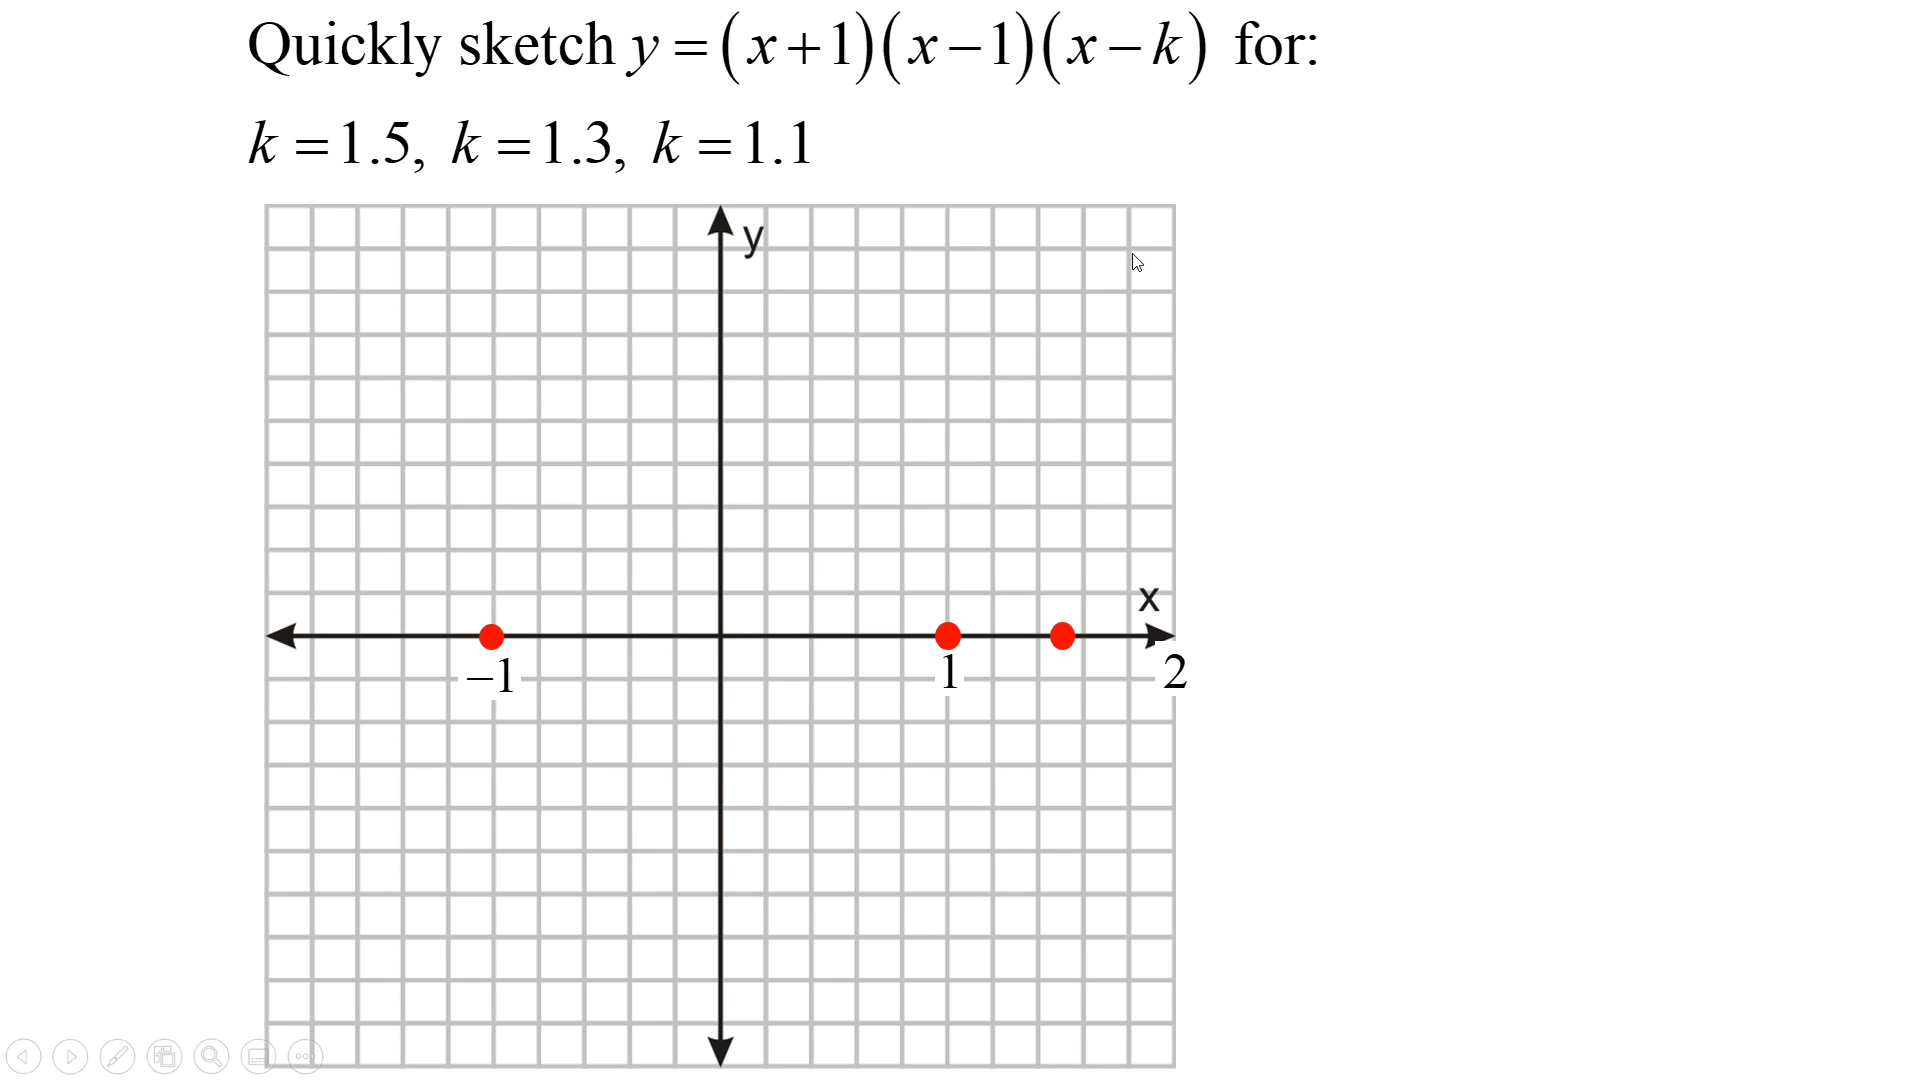 Quickly sketch y = (x+1)(x−1)(x−k) for:
k = 1.5, k = 1.3, k = 1.1
y
x
−1 1 2